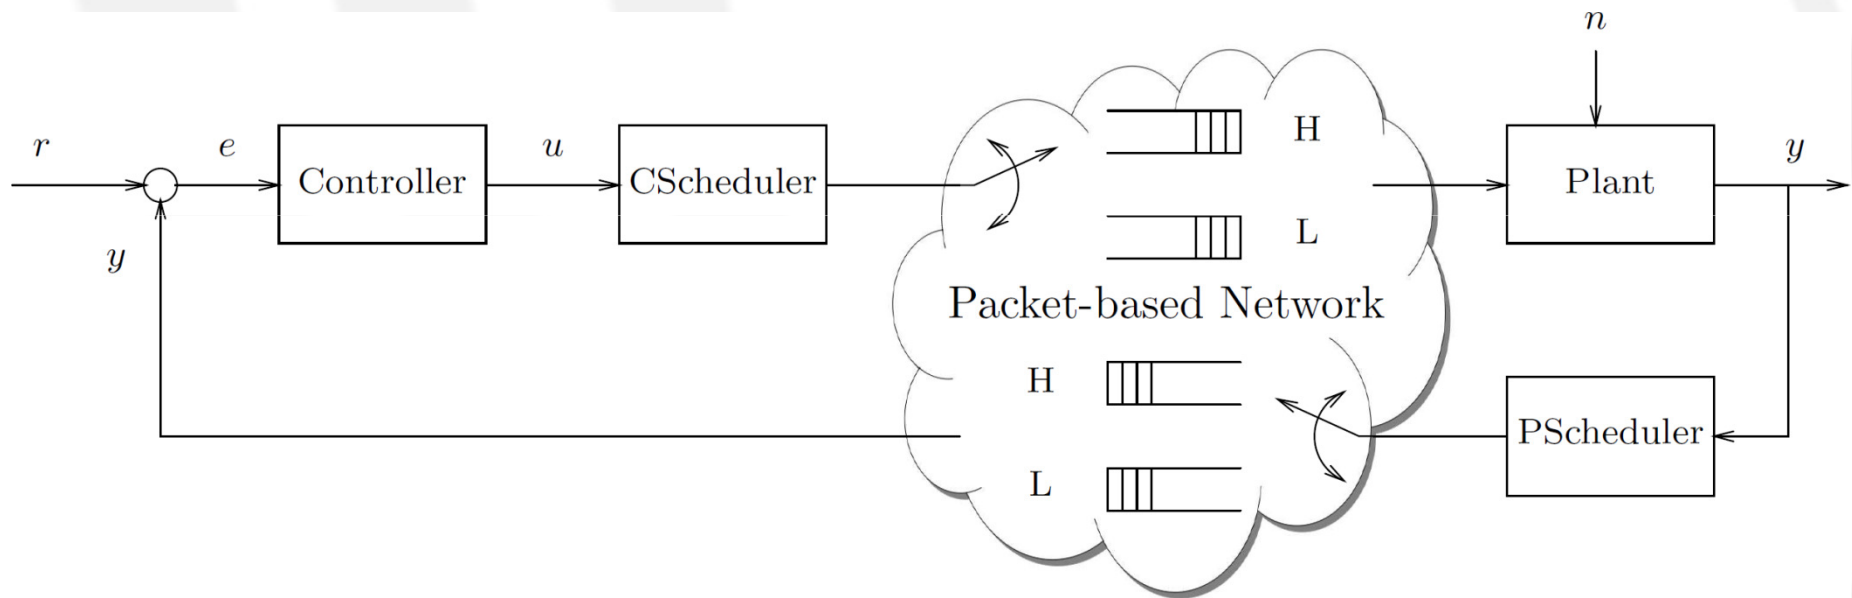 n
r
e
Controller
u
CScheduler
H
Plant
y
y
L
Packet-based Network
H
PScheduler
L